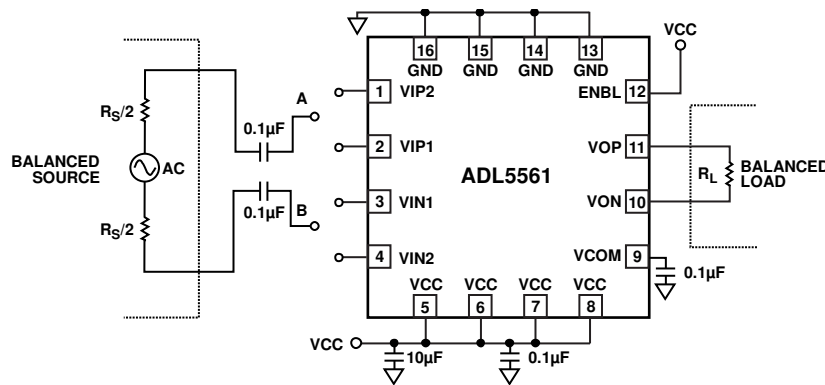 16 15 14 13
GND GND GND GND
VCC
ENBL 12
A
1 VIP2
RS/2
0.1µF
2 VIP1
VOP 11
BALANCED
SOURCE
AC
ADL5561
RL
BALANCED
LOAD
0.1µF
B
3 VIN1
VON 10
RS/2
4 VIN2
VCOM 9
0.1µF
VCC VCC VCC VCC
5 6 7 8
VCC
10µF
0.1µF